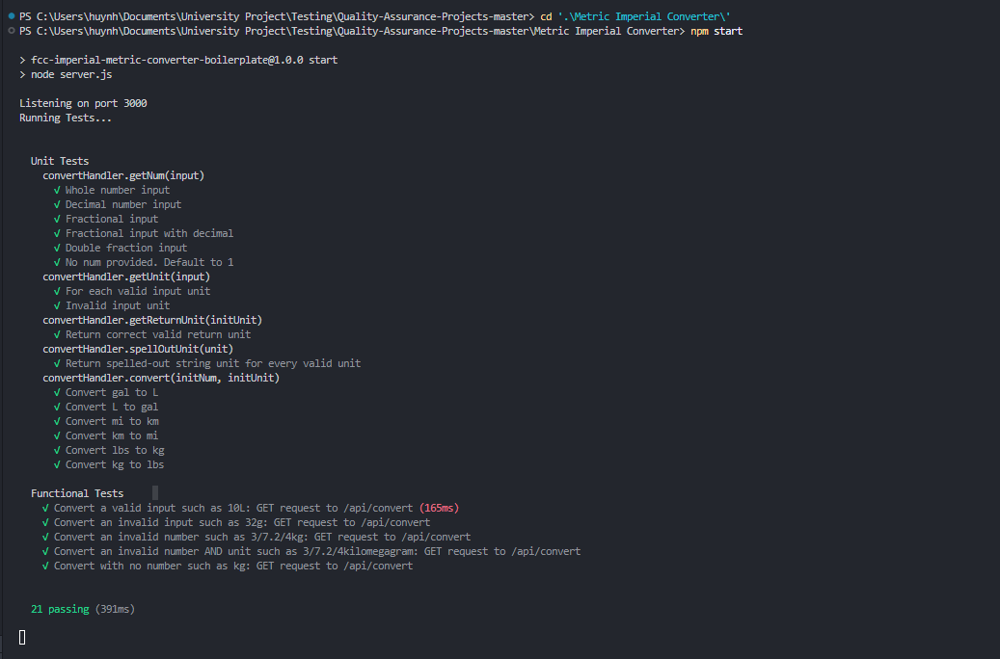 PS C:\Users\huynh\Documents\University Project\Testing\Quality-Assurance-Projects-master> cd '.\Metric Imperial Converter\'
PS C:\Users\huynh\Documents\University Project\Testing\Quality-Assurance-Projects-master\Metric Imperial Converter> npm start
> fcc-imperial-metric-converter-boilerplate@1.0.0 start
> node server.js
Listening on port 3000
Running Tests...
Unit Tests
convertHandler.getNum(input)
√ Whole number input
√ Decimal number input
√ Fractional input
√ Fractional input with decimal
√ Double fraction input
√ No num provided. Default to 1
convertHandler.getUnit(input)
√ For each valid input unit
√ Invalid input unit
convertHandler.getReturnUnit(initUnit)
√ Return correct valid return unit
convertHandler.spellOutUnit(unit)
√ Return spelled-out string unit for every valid unit
convertHandler.convert(initNum, initUnit)
√ Convert gal to L
√ Convert L to gal
√ Convert mi to km
√ Convert km to mi
√ Convert lbs to kg
√ Convert kg to lbs
Functional Tests
√ Convert a valid input such as 10L: GET request to /api/convert (165ms)
√ Convert an invalid input such as 32g: GET request to /api/convert
√ Convert an invalid number such as 3/7.2/4kg: GET request to /api/convert
√ Convert an invalid number AND unit such as 3/7.2/4kilomegagram: GET request to /api/convert
√ Convert with no number such as kg: GET request to /api/convert
21 passing (391ms)